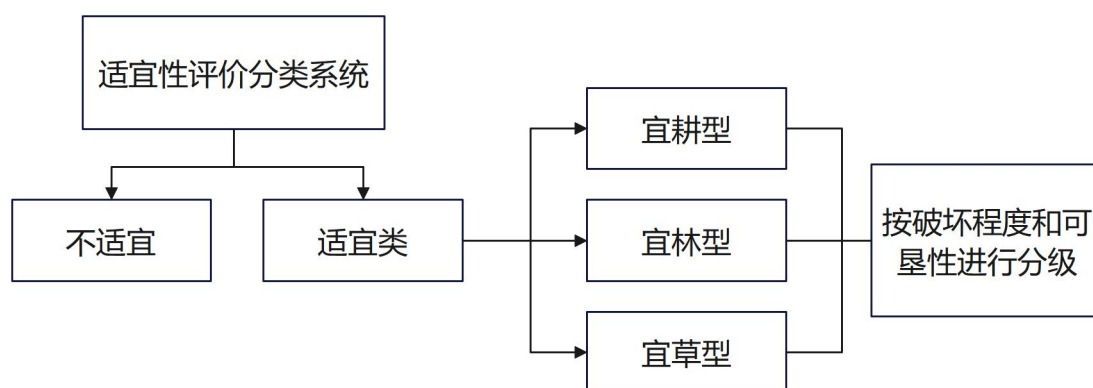 适宜性评价分类系统
不适宜
适宜类
宜耕型
宜林型
宜草型
按破坏程度和可
垦性进行分级